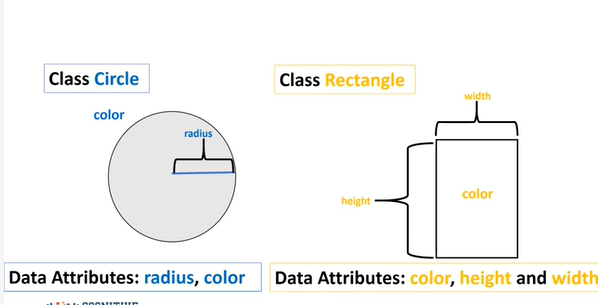 Class Circle
Class Rectangle
color
radius
width
height
color
Data Attributes: radius, color
Data Attributes: color, height and width